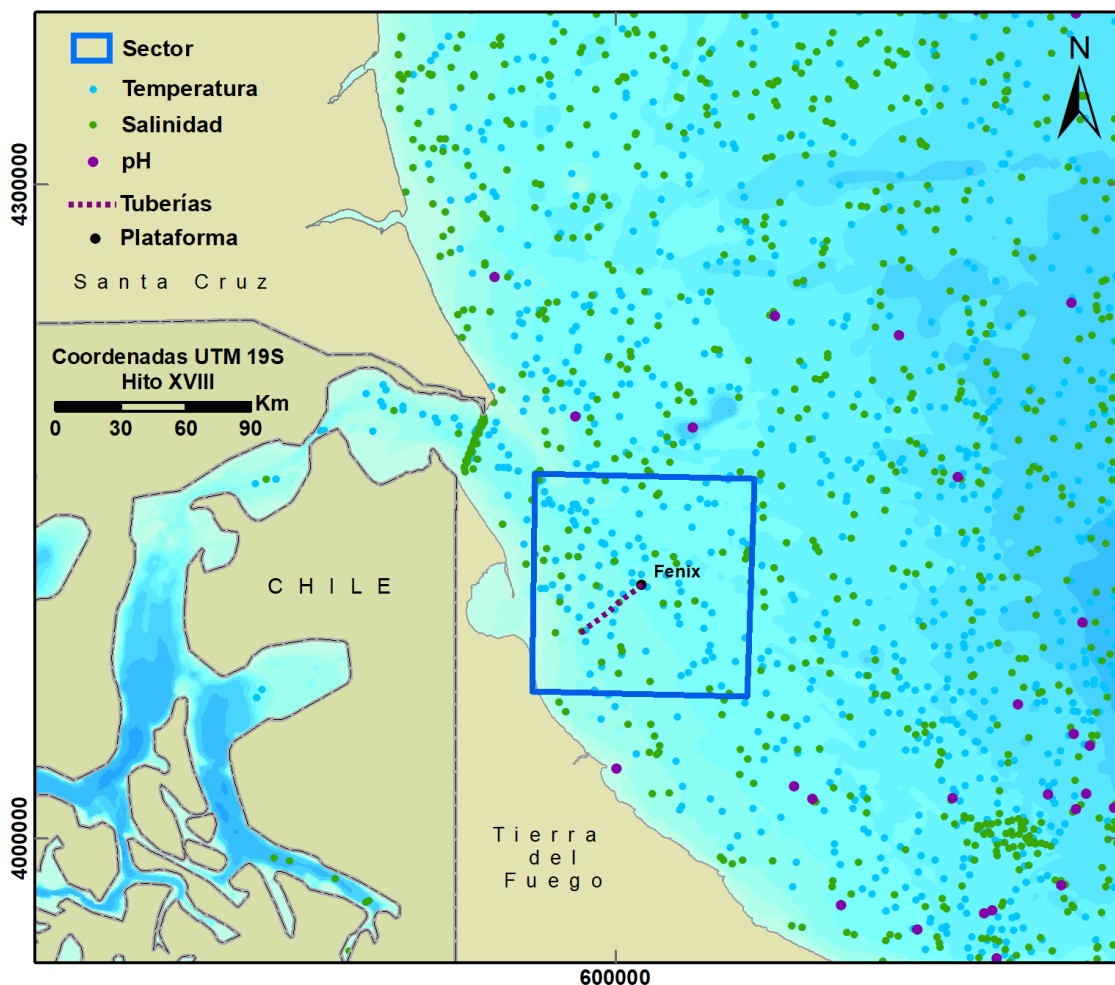 Sector
Temperatura
Salinidad
pH
Tuberías
Plataforma
N
4300000
Santa Cruz
Coordenadas UTM 19S
Hito XVIII
Km
0 30 60 90
CHILE
Fenix
4000000
Tierra
del
Fuego
600000